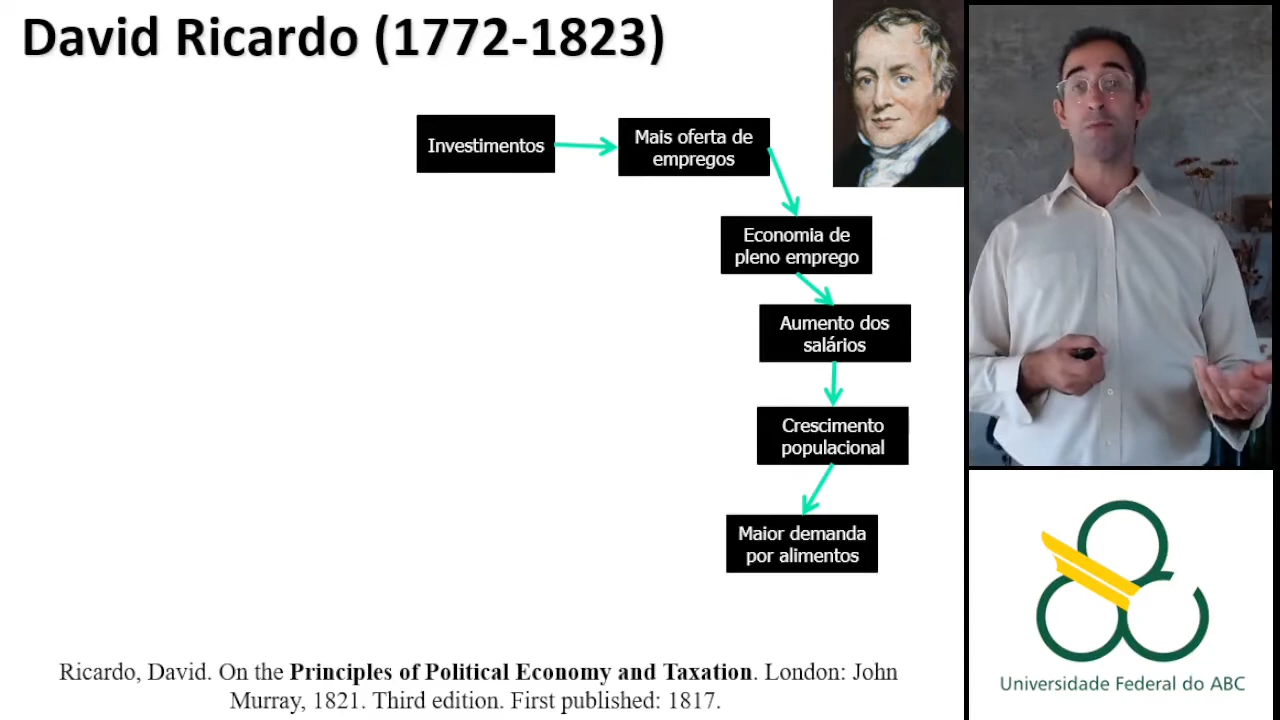 David Ricardo (1772-1823)
Investimentos
Mais oferta de
empregos
Economia de
pleno emprego
Aumento dos
salários
Crescimento
populacional
Maior demanda
por alimentos
Ricardo, David. On the Principles of Political Economy and Taxation. London: John
Murray, 1821. Third edition. First published: 1817.
Universidade Federal do ABC